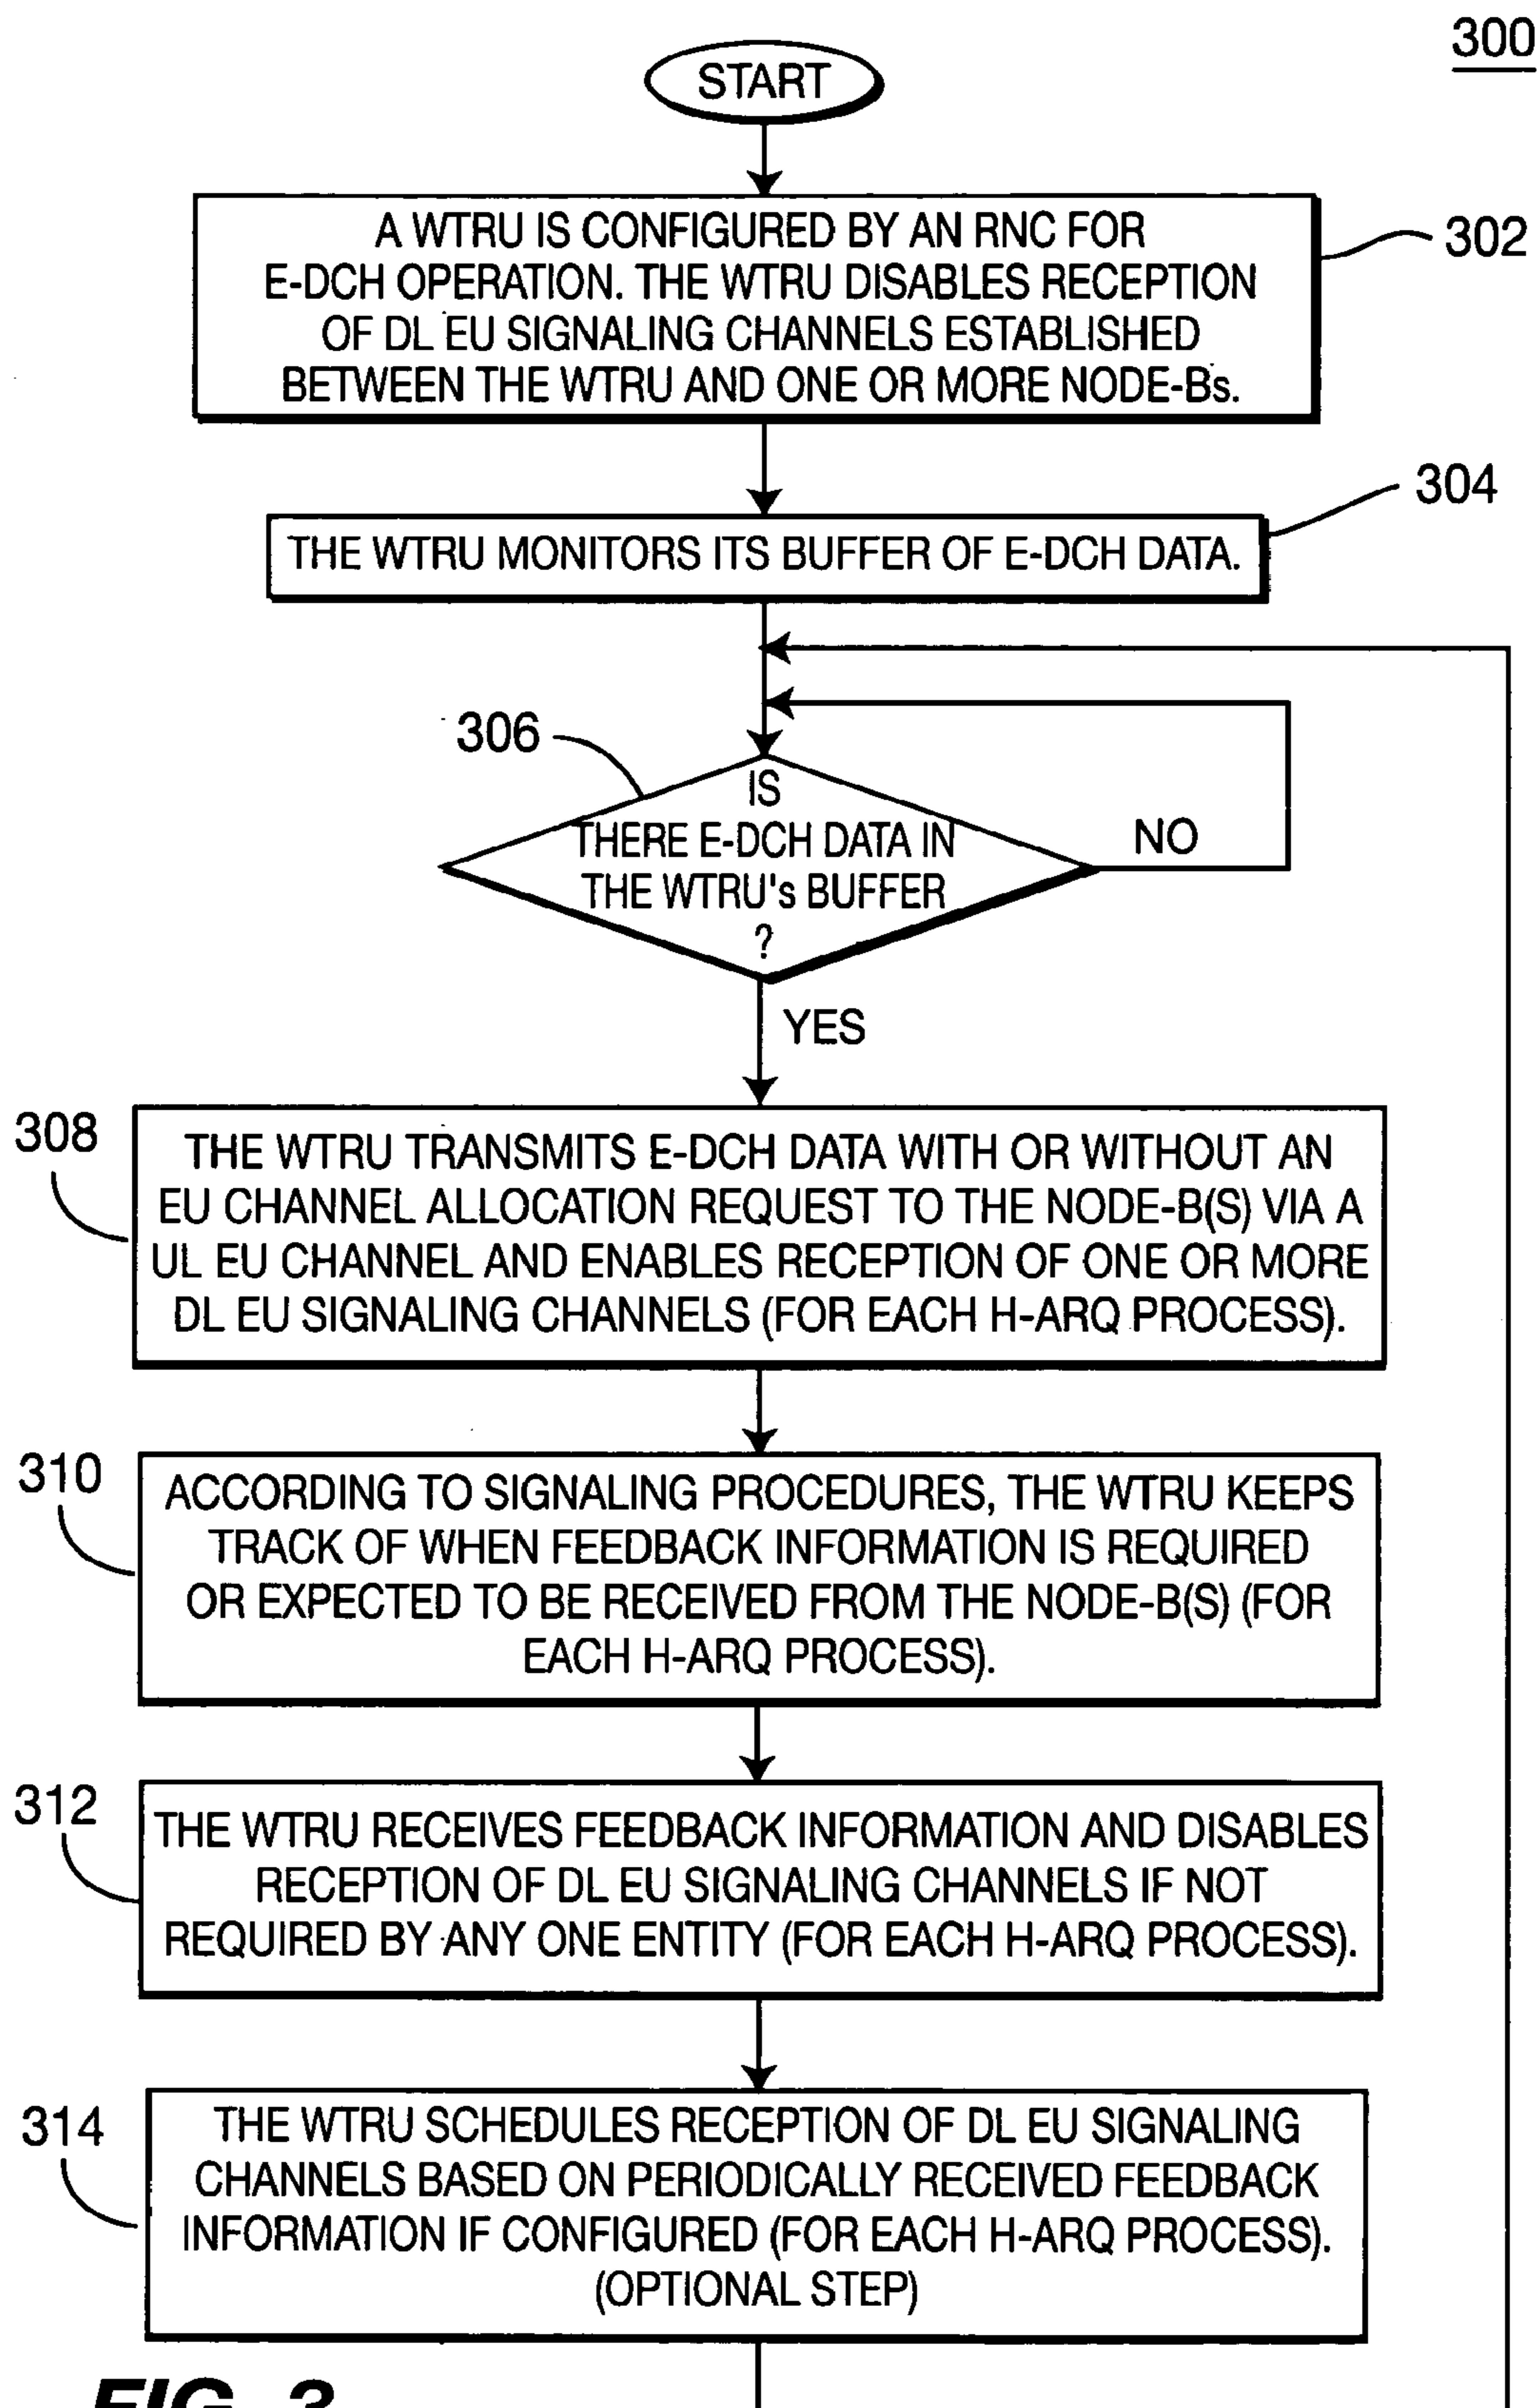 300
START
A WTRU IS CONFIGURED BY AN RNC FOR
E-DCH OPERATION. THE WTRU DISABLES RECEPTION
OF DL EU SIGNALING CHANNELS ESTABLISHED
BETWEEN THE WTRU AND ONE OR MORE NODE-Bs.
302
304
THE WTRU MONITORS ITS BUFFER OF E-DCH DATA.
306
IS
THERE E-DCH DATA IN
THE WTRU's BUFFER
?
NO
YES
308
THE WTRU TRANSMITS E-DCH DATA WITH OR WITHOUT AN
EU CHANNEL ALLOCATION REQUEST TO THE NODE-B(S) VIA A
UL EU CHANNEL AND ENABLES RECEPTION OF ONE OR MORE
DL EU SIGNALING CHANNELS (FOR EACH H-ARQ PROCESS).
310
ACCORDING TO SIGNALING PROCEDURES, THE WTRU KEEPS
TRACK OF WHEN FEEDBACK INFORMATION IS REQUIRED
OR EXPECTED TO BE RECEIVED FROM THE NODE-B(S) (FOR
EACH H-ARQ PROCESS).
312
THE WTRU RECEIVES FEEDBACK INFORMATION AND DISABLES
RECEPTION OF DL EU SIGNALING CHANNELS IF NOT
REQUIRED BY ANY ONE ENTITY (FOR EACH H-ARQ PROCESS).
314
THE WTRU SCHEDULES RECEPTION OF DL EU SIGNALING
CHANNELS BASED ON PERIODICALLY RECEIVED FEEDBACK
INFORMATION IF CONFIGURED (FOR EACH H-ARQ PROCESS).
(OPTIONAL STEP)
FIG. 3